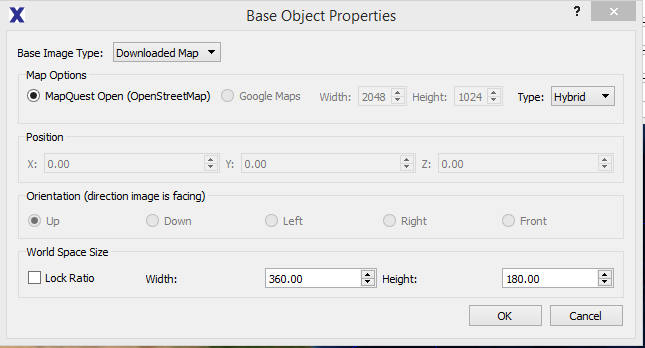 X Base Object Properties ? ×
Base Image Type: Downloaded Map
Map Options
MapQuest Open (OpenStreetMap) Google Maps Width: 2048 Height: 1024 Type: Hybrid
Position
X: 0.00 Y: 0.00 Z: 0.00
Orientation (direction image is facing)
Up Down Left Right Front
World Space Size
Lock Ratio Width: 360.00 Height: 180.00
OK Cancel